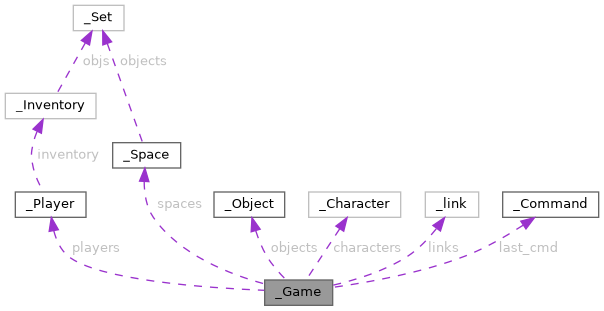 _Set
objs
objects
_Inventory
inventory
_Space
_Player
spaces
_Object
_Character
_link
_Command
players
objects
characters
links
last_cmd
_Game